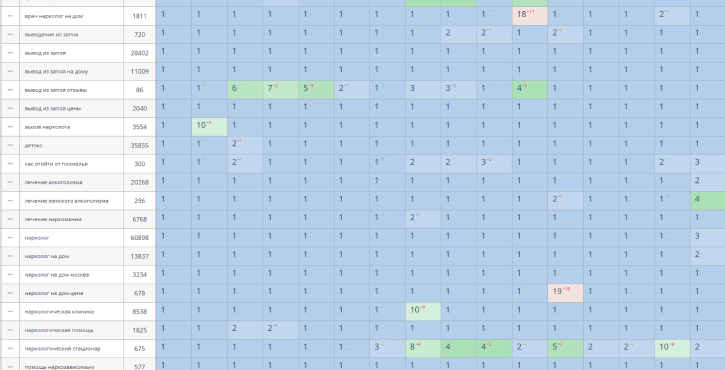 врач нарколог на дом 1811 1 1 1 1 1 1 1 1 1 1 18 1 1 1 2 1
выведение из запоя 720 1 1 1 1 1 1 1 1 2 2 1 2 1 1 1 1
вывод из запоя 28402 1 1 1 1 1 1 1 1 1 1 1 1 1 1 1 1
вывод из запоя на дому 11009 1 1 1 1 1 1 1 1 1 1 1 1 1 1 1 1
вывод из запоя отзывы 86 1 1 6 7 5 2 1 3 3 1 4 1 1 1 1 1
вывод из запоя цены 2040 1 1 1 1 1 1 1 1 1 1 1 1 1 1 1 1
вызов нарколога 3554 1 10 1 1 1 1 1 1 1 1 1 1 1 1 1 1
детокс 35855 1 1 2 1 1 1 1 1 1 1 1 1 1 1 1 1
как отойти от похмелья 300 1 1 2 1 1 1 1 2 2 3 1 1 1 1 2 3
лечение алкоголизма 20268 1 1 1 1 1 1 1 1 1 1 1 1 1 1 1 2
лечение женского алкоголизма 296 1 1 1 1 1 1 1 1 1 1 1 2 1 1 1 4
лечение наркомании 6768 1 1 1 1 1 1 1 2 1 1 1 1 1 1 1 1
нарколог 60898 1 1 1 1 1 1 1 1 1 1 1 1 1 1 1 3
нарколог на дом 13837 1 1 1 1 1 1 1 1 1 1 1 1 1 1 1 2
нарколог на дом москва 3234 1 1 1 1 1 1 1 1 1 1 1 1 1 1 1 1
нарколог на дом цена 678 1 1 1 1 1 1 1 1 1 1 1 19 1 1 1 1
наркологическая клиника 8538 1 1 1 1 1 1 1 10 1 1 1 1 1 1 1 1
наркологическая помощь 1825 1 1 2 2 1 1 1 1 1 1 1 1 1 1 1 1
наркологический стационар 675 1 1 1 1 1 1 3 8 4 4 2 5 2 2 10 2
помощь наркозависимым 577 1 1 1 1 1 1 1 1 1 1 1 1 1 1 1 1